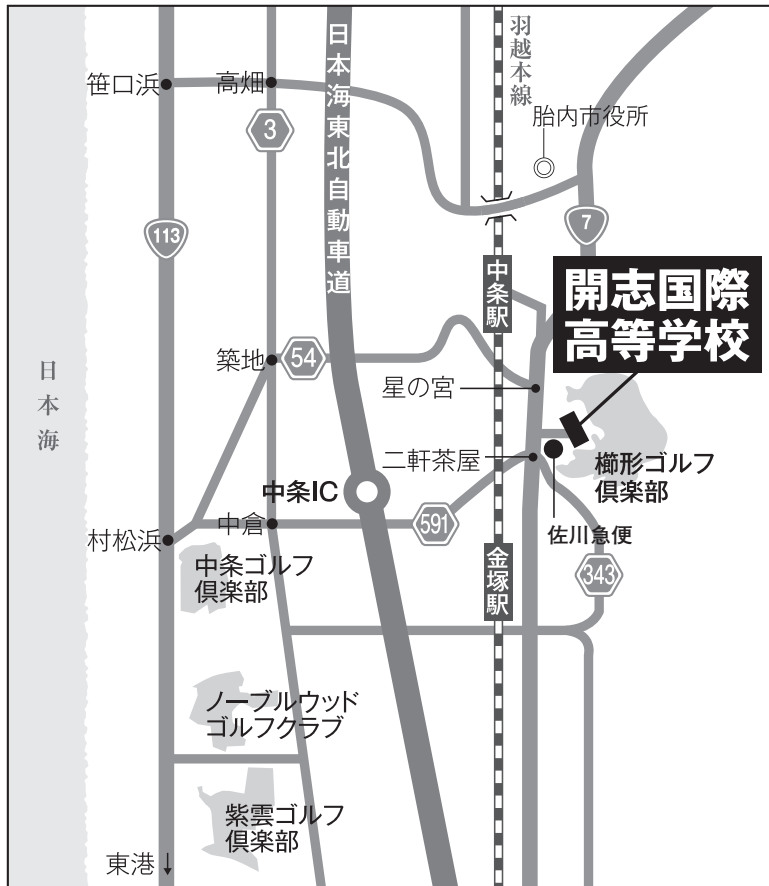 羽越本線
日本海東北自動車道
笹口浜
高畑
3
胎内市役所
113
7
中条駅
開志国際
高等学校
築地
54
星の宮
日本海
二軒茶屋
櫛形ゴルフ
倶楽部
中条IC
591
佐川急便
村松浜
中倉
金塚駅
343
中条ゴルフ
倶楽部
ノーブルウッド
ゴルフクラブ
紫雲ゴルフ
倶楽部
東港↓